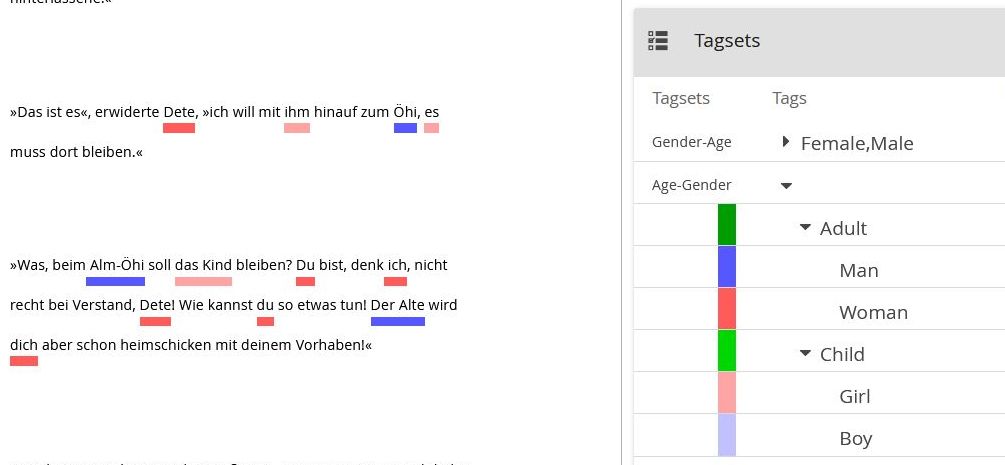 hinterlassene.«
»Das ist es«, erwiderte Dete, »ich will mit ihm hinauf zum Öhi, es
muss dort bleiben.«
»Was, beim Alm-Öhi soll das Kind bleiben? Du bist, denk ich, nicht
recht bei Verstand, Dete! Wie kannst du so etwas tun! Der Alte wird
dich aber schon heimschicken mit deinem Vorhaben!«
Tagsets
Tagsets Tags
Gender-Age Female,Male
Age-Gender
Adult
Man
Woman
Child
Girl
Boy